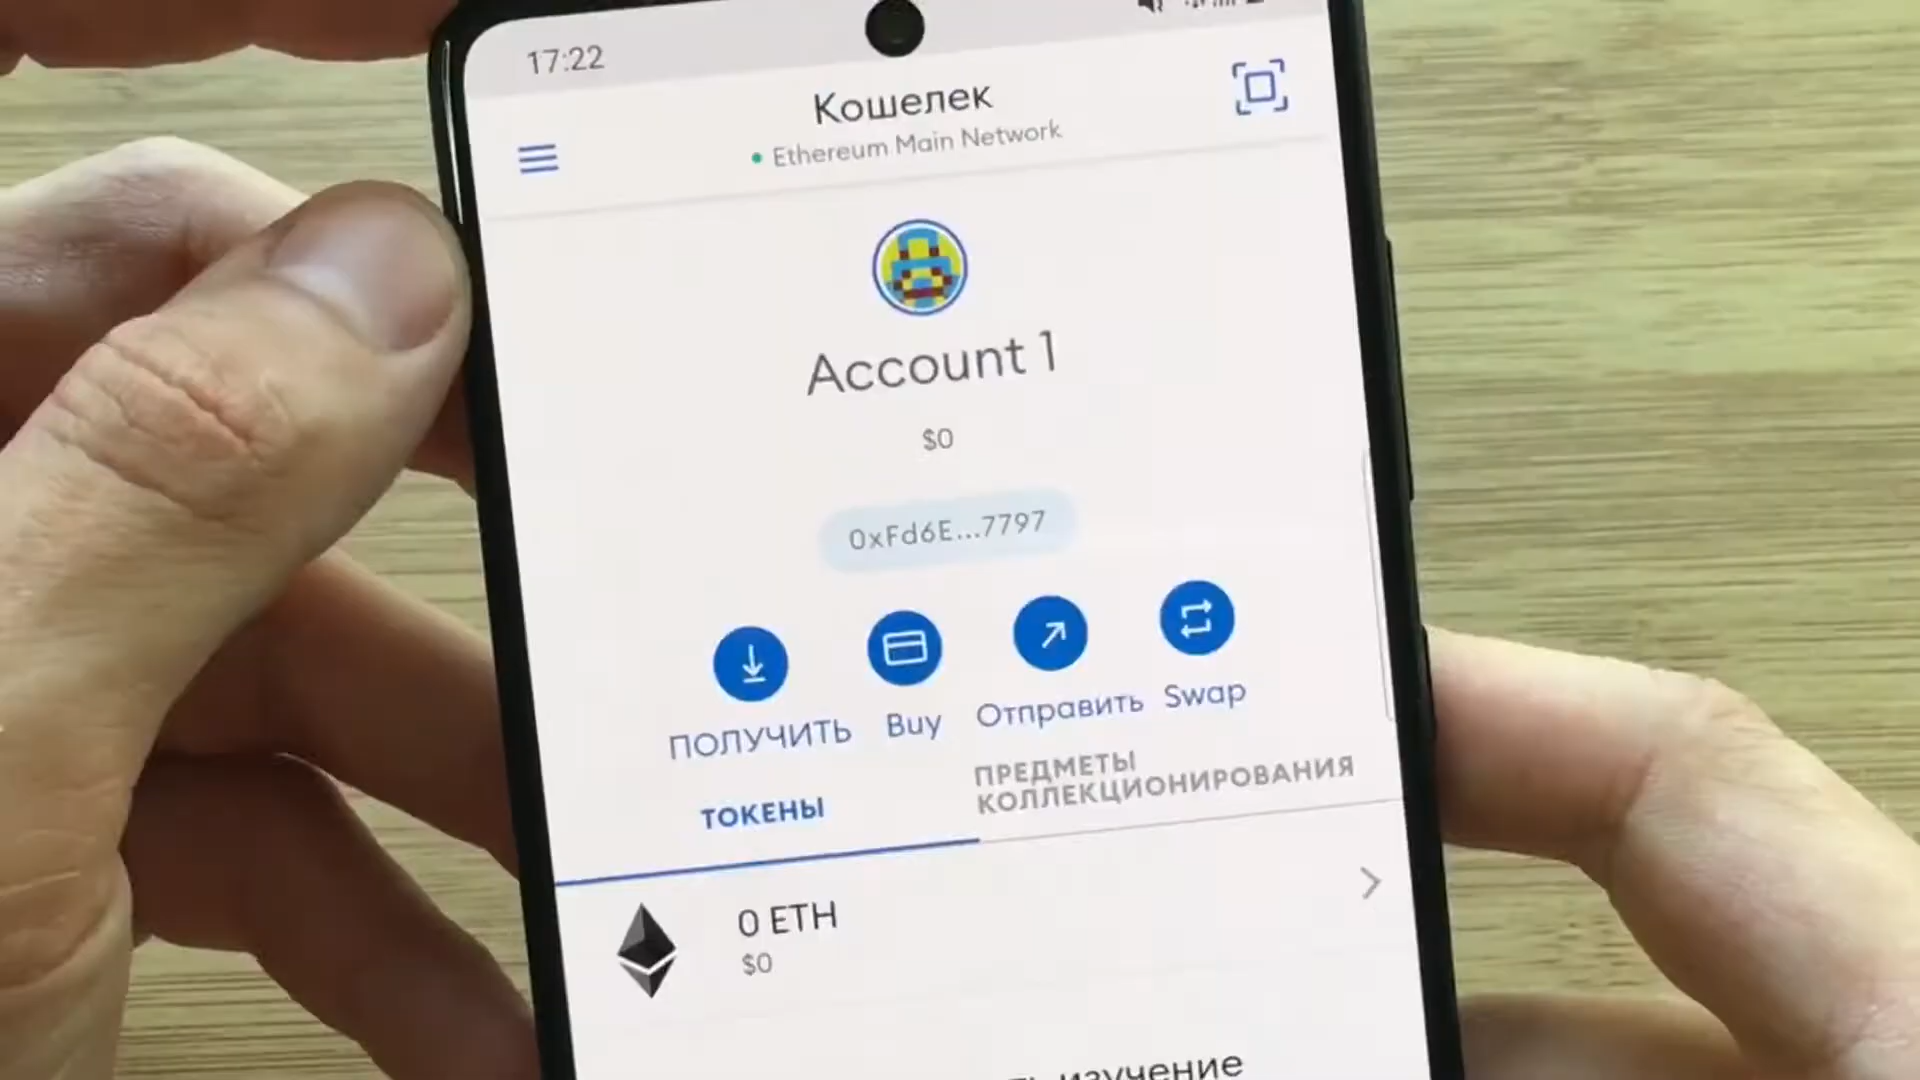 17:22
Кошелек
Ethereum Main Network
Account 1
$0
0xFd6E...7797
ПОЛУЧИТЬ Buy Отправить Swap
ТОКЕНЫ
ПРЕДМЕТЫ
КОЛЛЕКЦИОНИРОВАНИЯ
0 ETH
$0
изучение